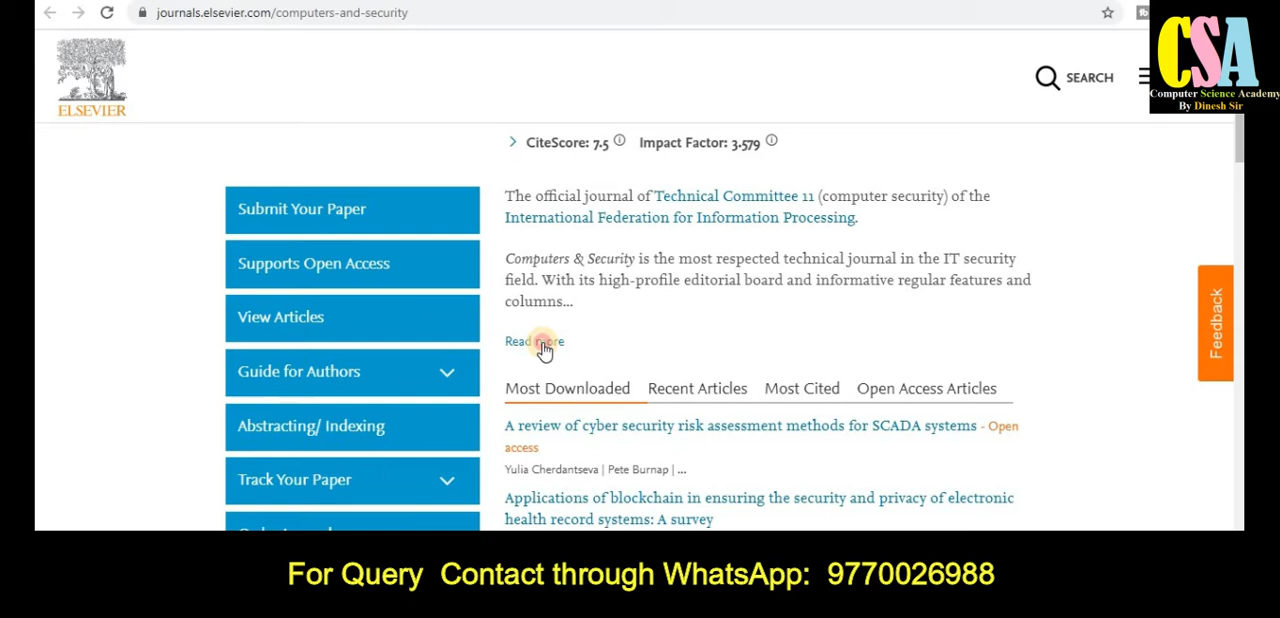 journals.elsevier.com/computers-and-security
CSA
Computer Science Academy
By Dinesh Sir
ELSEVIER
SEARCH
CiteScore: 7.5 Impact Factor: 3.579
Submit Your Paper
Supports Open Access
View Articles
Guide for Authors
Abstracting/ Indexing
Track Your Paper
The official journal of Technical Committee 11 (computer security) of the
International Federation for Information Processing.
Computers & Security is the most respected technical journal in the IT security
field. With its high-profile editorial board and informative regular features and
columns...
Read more
Most Downloaded Recent Articles Most Cited Open Access Articles
A review of cyber security risk assessment methods for SCADA systems - Open
access
Yulia Cherdantseva | Pete Burnap | ...
Applications of blockchain in ensuring the security and privacy of electronic
health record systems: A survey
Feedback
For Query Contact through WhatsApp: 9770026988